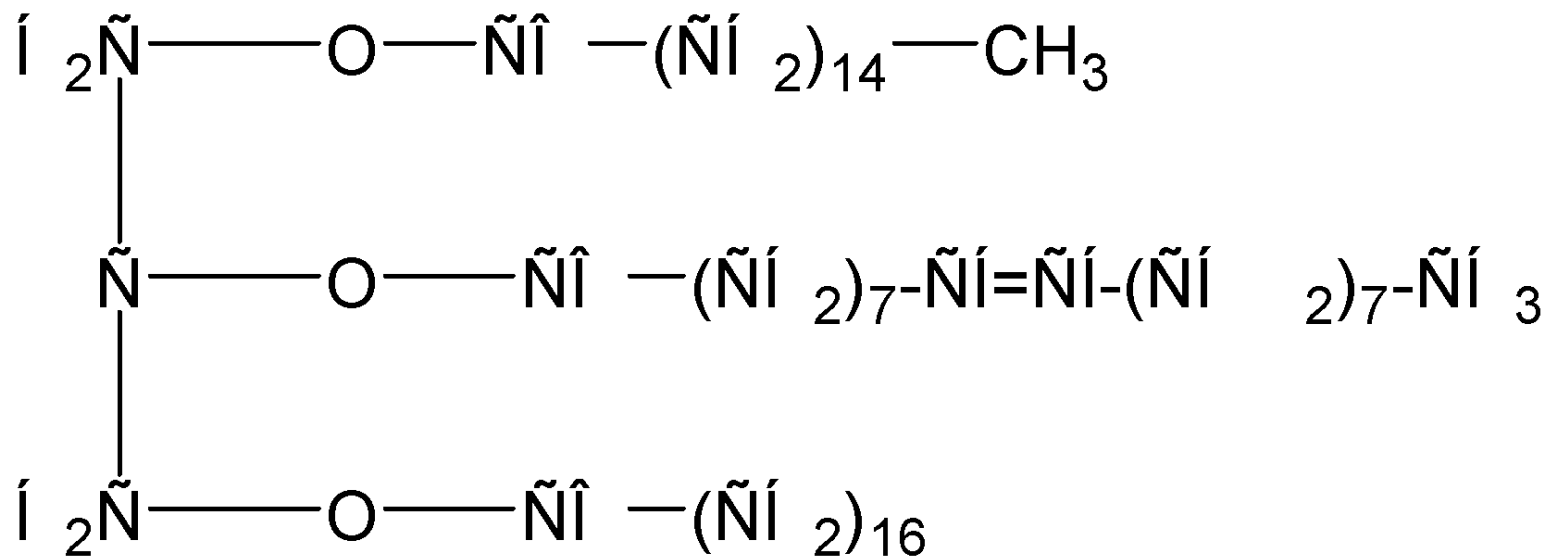 Í 2Ñ—O—ÑÎ—(ÑÍ 2)14—CH3
Ñ—O—ÑÎ—(ÑÍ 2)7-ÑÍ=ÑÍ-(ÑÍ 2)7-ÑÍ 3
Í 2Ñ—O—ÑÎ—(ÑÍ 2)16